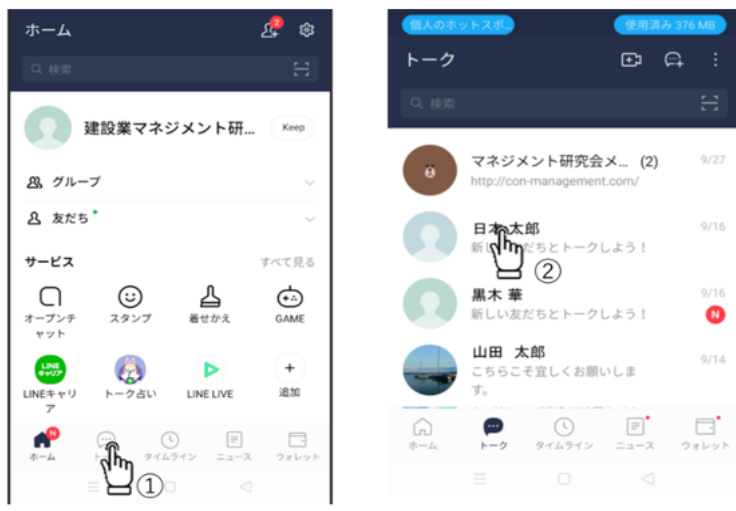 ホーム
2
検索
建設業マネジメント研...
Keep
グループ
友だち
サービス
すべて見る
オープンチャット
スタンプ
着せかえ
GAME
LINE
キャリア
LINEキャリア
トーク占い
LINE LIVE
追加
N
ホーム
タイムライン
ニュース
ウォレット
①
個人のホットスポ...
使用済み 376 MB
トーク
検索
マネジメント研究会メ... (2)
9/27
http://con-management.com/
日本 太郎
9/16
新しい友だちとトークしよう！
②
黒木 華
9/16
新しい友だちとトークしよう！
N
山田 太郎
9/14
こちらこそ宜しくお願いしま
す。
ホーム
トーク
タイムライン
ニュース
ウォレット